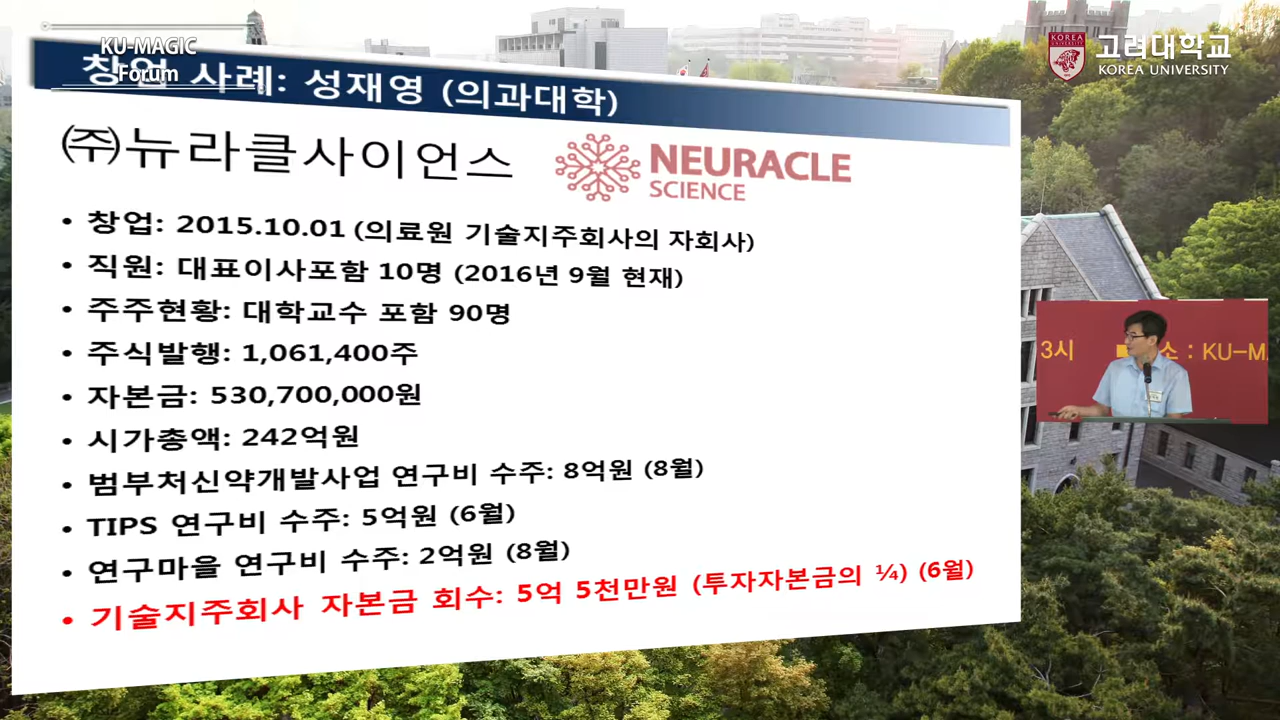 KU-MAGIC
Forum
KOREA
고려대학교
KOREA UNIVERSITY
창업 사례: 성재영 (의과대학)
㈜뉴라클사이언스
NEURACLE
SCIENCE
• 창업: 2015.10.01 (의료원 기술지주회사의 자회사)
• 직원: 대표이사포함 10명 (2016년 9월 현재)
• 주주현황: 대학교수 포함 90명
• 주식발행: 1,061,400주
• 자본금: 530,700,000원
• 시가총액: 242억원
• 범부처신약개발사업 연구비 수주: 8억원 (8월)
• TIPS 연구비 수주: 5억원 (6월)
• 연구마을 연구비 수주: 2억원 (8월)
• 기술지주회사 자본금 회수: 5억 5천만원 (투자자본금의 ¼) (6월)
3시
소 : KU-MA